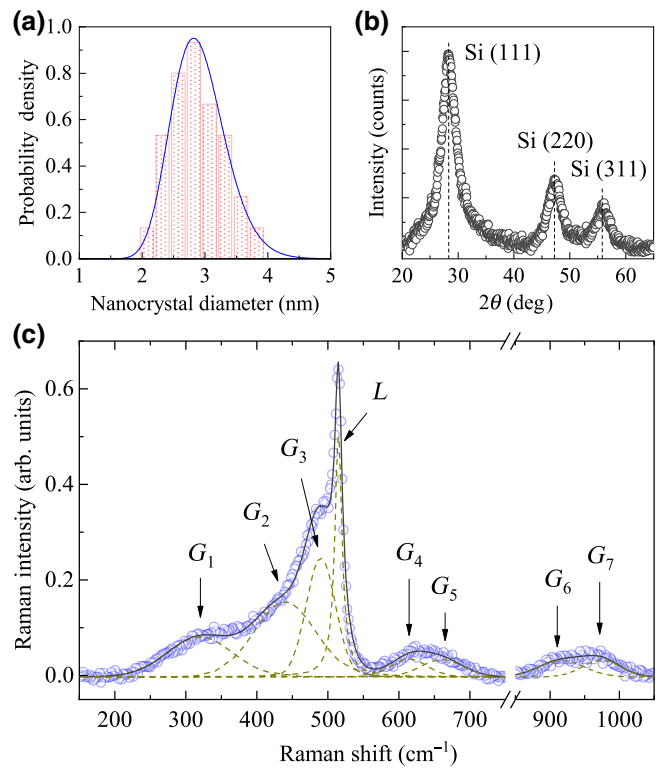 (a)
1.0
0.8
0.6
0.4
0.2
0.0
Probability density
1 2 3 4 5
Nanocrystal diameter (nm)
(b)
Si (111)
Si (220)
Si (311)
Intensity (counts)
20 30 40 50 60
2θ (deg)
(c)
0.6
0.4
0.2
0.0
Raman intensity (arb. units)
L
G3
G2
G1
G4
G5
G6
G7
200 300 400 500 600 700 900 1000
Raman shift (cm⁻¹)